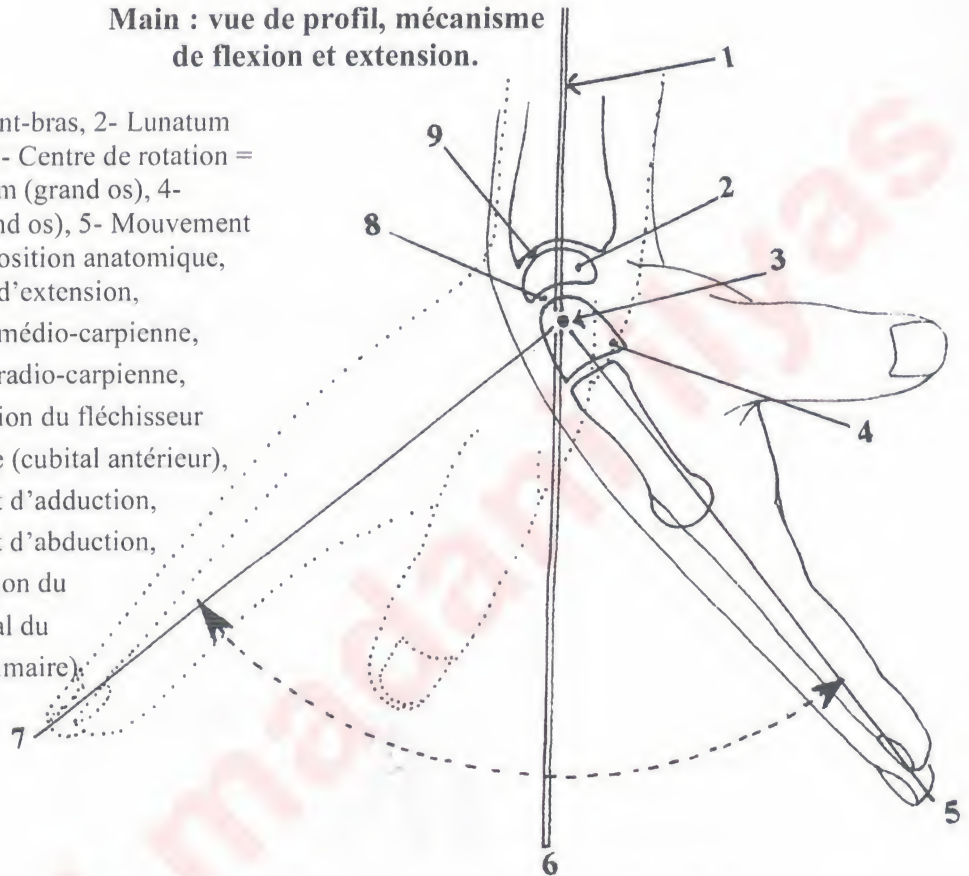 Main : vue de profil, mécanisme
de flexion et extension.
nt-bras, 2- Lunatum
- Centre de rotation =
m (grand os), 4-
nd os), 5- Mouvement
osition anatomique,
d'extension,
médio-carpienne,
radio-carpienne,
ion du fléchisseur
e (cubital antérieur),
t d'adduction,
t d'abduction,
on du
al du
maire)
1
9
2
8
3
4
7
5
6
madam Ilyas